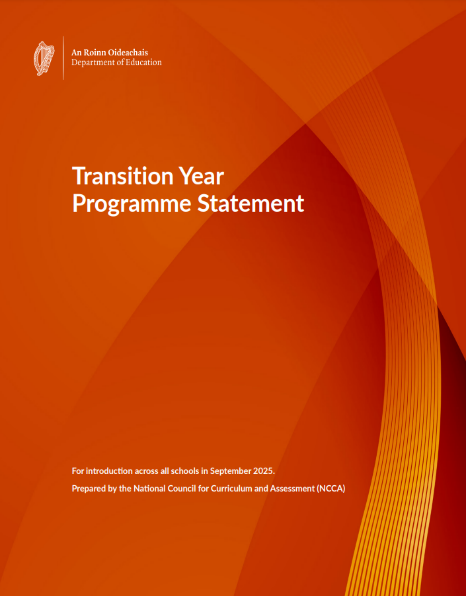 An Roinn Oideachais
Department of Education
Transition Year
Programme Statement
For introduction across all schools in September 2025.
Prepared by the National Council for Curriculum and Assessment (NCCA)